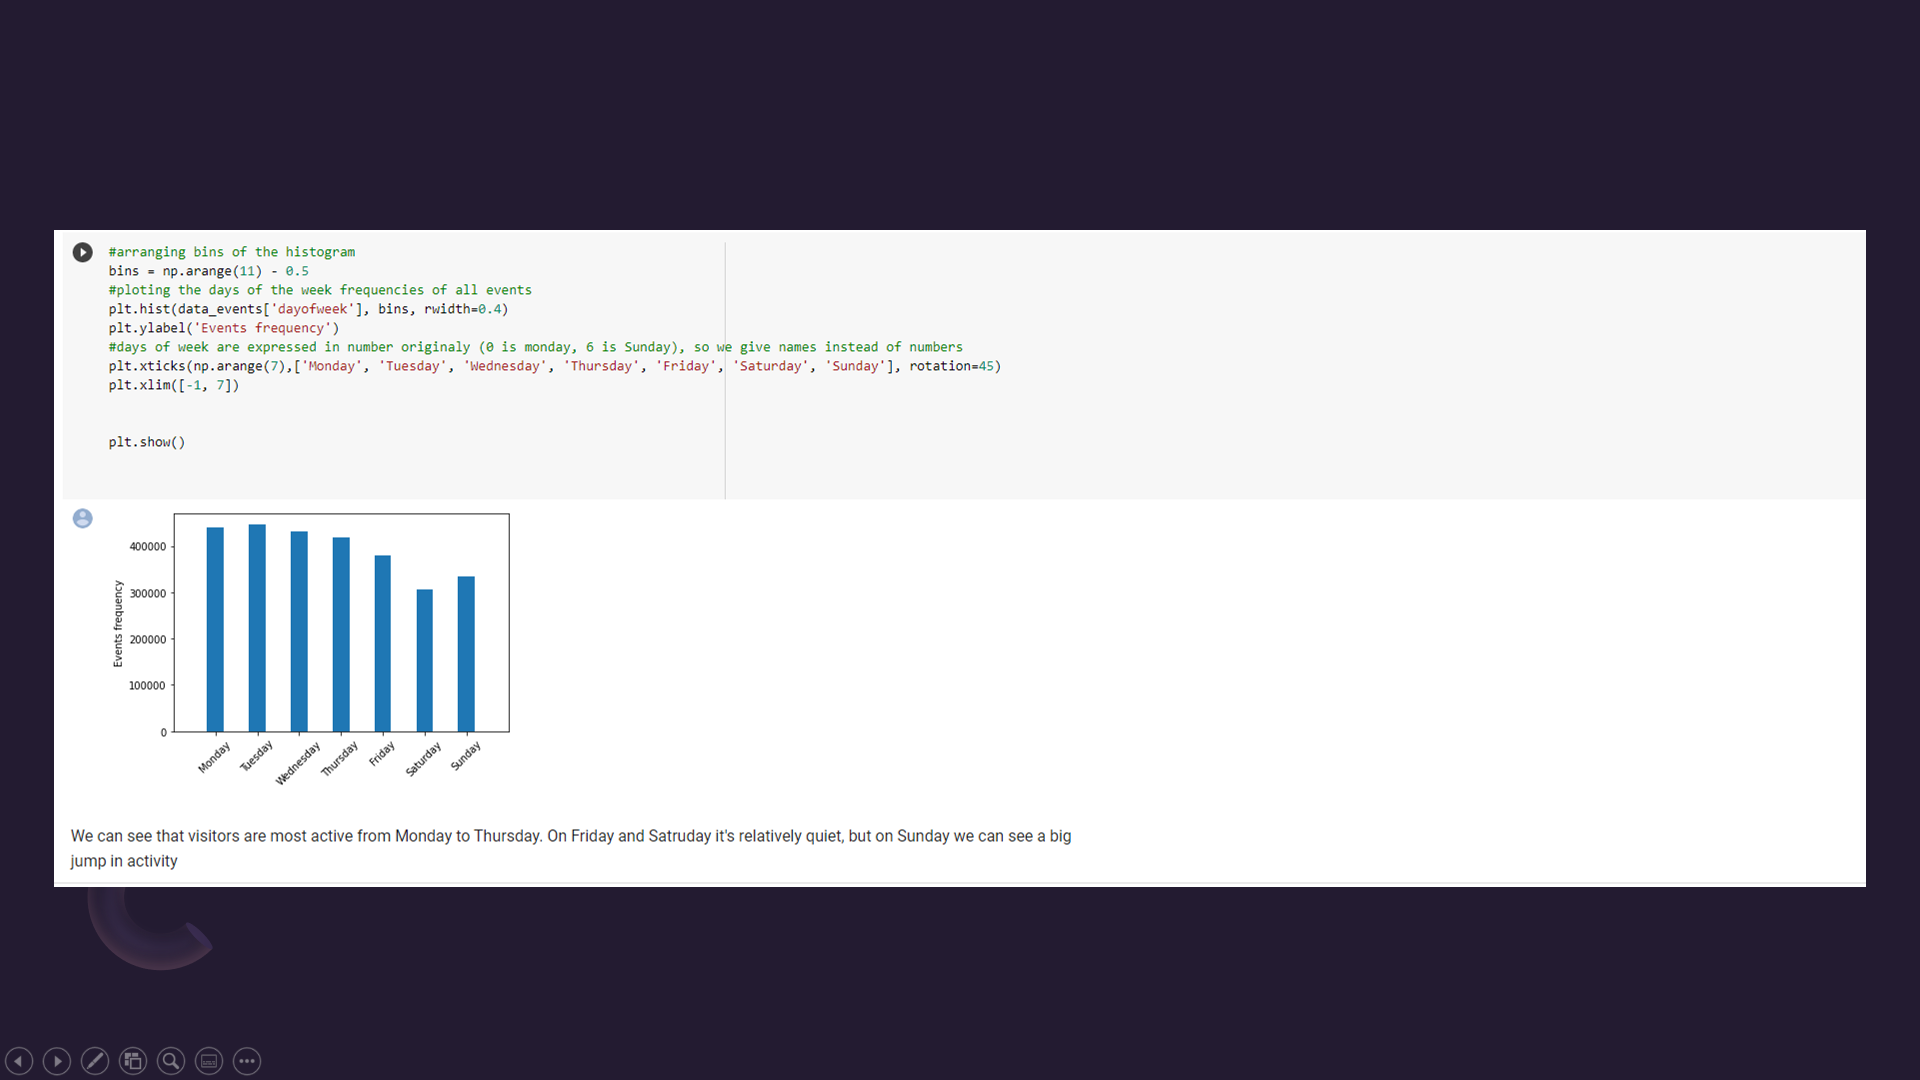 #arranging bins of the histogram
bins = np.arange(11) - 0.5
#ploting the days of the week frequencies of all events
plt.hist(data_events['dayofweek'], bins, rwidth=0.4)
plt.ylabel('Events frequency')
#days of week are expressed in number originaly (0 is monday, 6 is Sunday), so we give names instead of numbers
plt.xticks(np.arange(7),['Monday', 'Tuesday', 'Wednesday', 'Thursday', 'Friday', 'Saturday', 'Sunday'], rotation=45)
plt.xlim([-1, 7])
plt.show()
400000
300000
200000
100000
0
Events frequency
Monday
Tuesday
Wednesday
Thursday
Friday
Saturday
Sunday
We can see that visitors are most active from Monday to Thursday. On Friday and Satruday it's relatively quiet, but on Sunday we can see a big
jump in activity